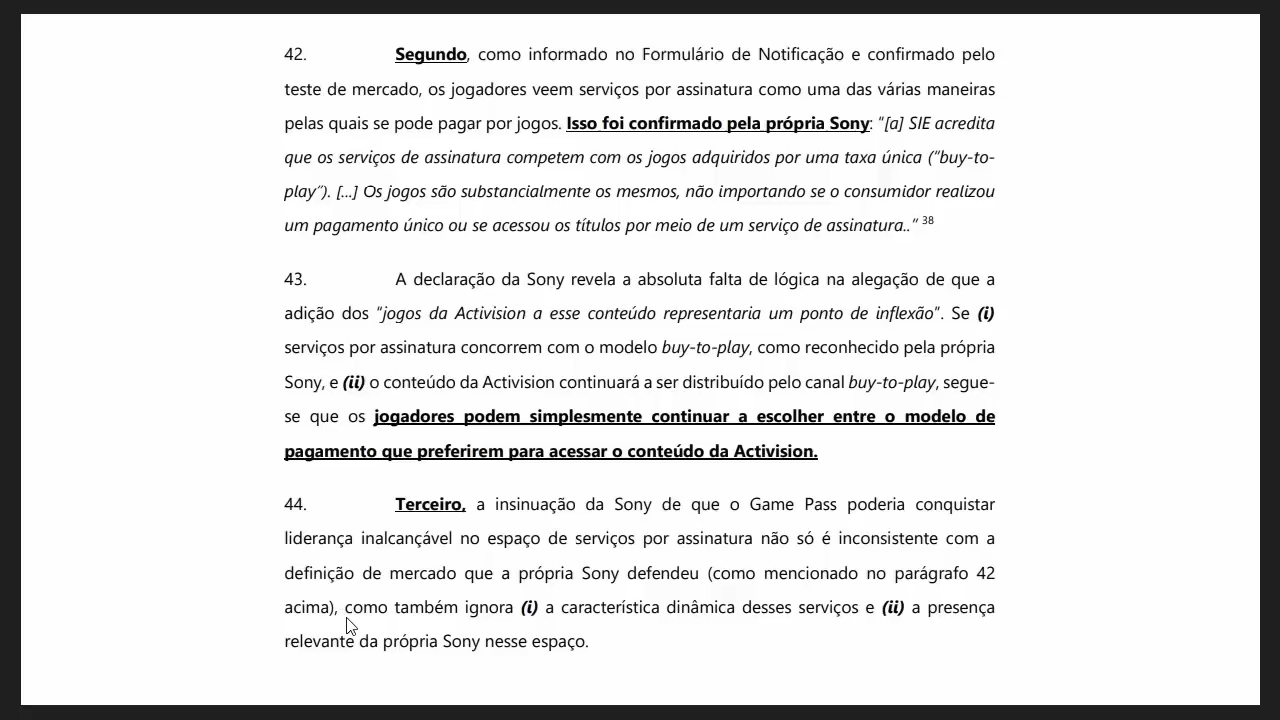 42. Segundo, como informado no Formulário de Notificação e confirmado pelo
teste de mercado, os jogadores veem serviços por assinatura como uma das várias maneiras
pelas quais se pode pagar por jogos. Isso foi confirmado pela própria Sony: “[a] SIE acredita
que os serviços de assinatura competem com os jogos adquiridos por uma taxa única (“buy-to-
play”). [...] Os jogos são substancialmente os mesmos, não importando se o consumidor realizou
um pagamento único ou se acessou os títulos por meio de um serviço de assinatura..” 38
43. A declaração da Sony revela a absoluta falta de lógica na alegação de que a
adição dos “jogos da Activision a esse conteúdo representaria um ponto de inflexão”. Se (i)
serviços por assinatura concorrem com o modelo buy-to-play, como reconhecido pela própria
Sony, e (ii) o conteúdo da Activision continuará a ser distribuído pelo canal buy-to-play, segue-
se que os jogadores podem simplesmente continuar a escolher entre o modelo de
pagamento que preferirem para acessar o conteúdo da Activision.
44. Terceiro, a insinuação da Sony de que o Game Pass poderia conquistar
liderança inalcançável no espaço de serviços por assinatura não só é inconsistente com a
definição de mercado que a própria Sony defendeu (como mencionado no parágrafo 42
acima), como também ignora (i) a característica dinâmica desses serviços e (ii) a presença
relevante da própria Sony nesse espaço.